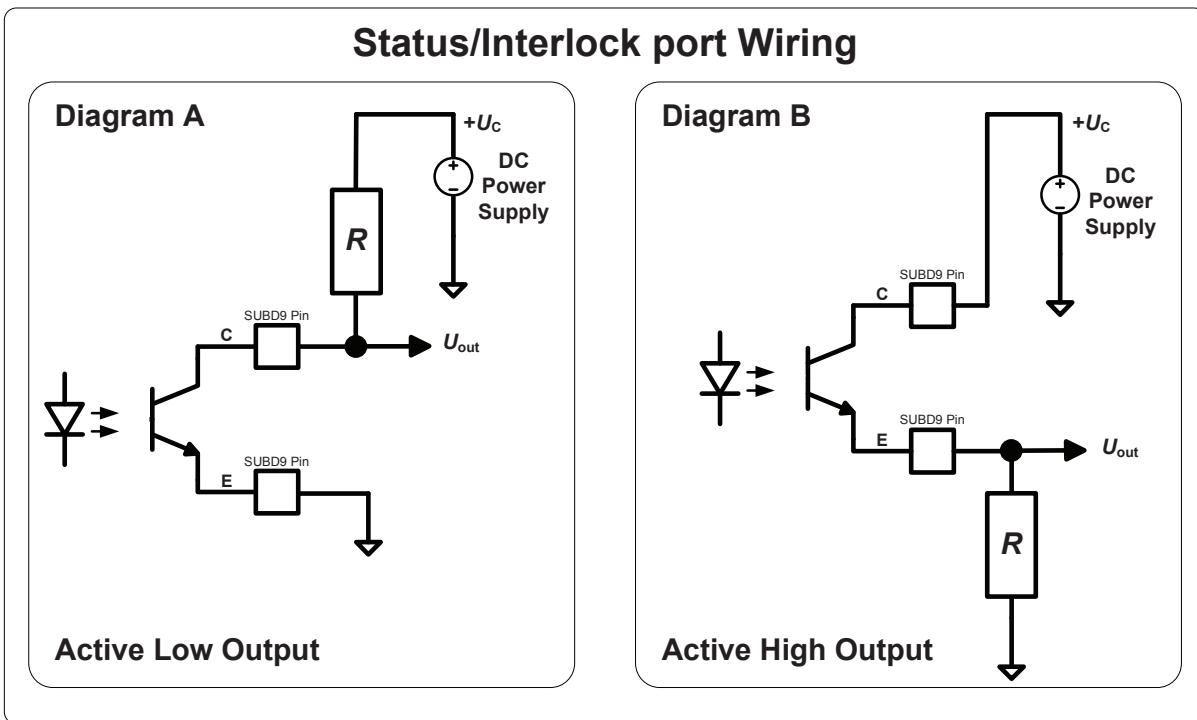 Status/Interlock port Wiring
Diagram A
+UC
+
−
DC
Power
Supply
R
SUBD9 Pin
C
Uout
SUBD9 Pin
E
Active Low Output
Diagram B
+UC
+
−
DC
Power
Supply
SUBD9 Pin
C
SUBD9 Pin
E
Uout
R
Active High Output